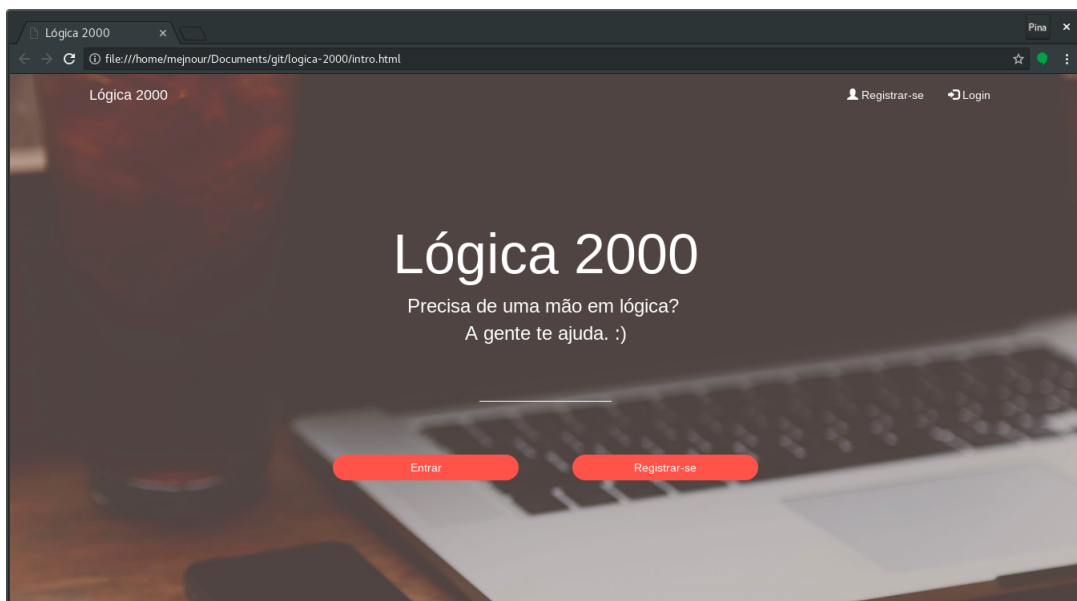 Lógica 2000
Pina
file:///home/mejnour/Documents/git/logica-2000/intro.html
Lógica 2000
Registrar-se
Login
Lógica 2000
Precisa de uma mão em lógica?
A gente te ajuda. :)
Entrar
Registrar-se